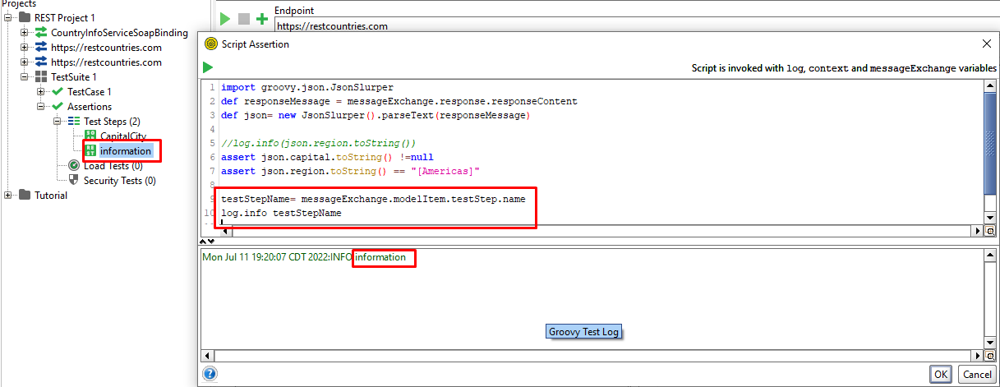 Projects
REST Project 1
CountryInfoServiceSoapBinding
https://restcountries.com
https://restcountries.com
TestSuite 1
TestCase 1
Assertions
Test Steps (2)
CapitalCity
information
Load Tests (0)
Security Tests (0)
Tutorial
Endpoint
https://restcountries.com
Script Assertion
Script is invoked with log, context and messageExchange variables
1 import groovy.json.JsonSlurper
2 def responseMessage = messageExchange.response.responseContent
3 def json= new JsonSlurper().parseText(responseMessage)
4
5 //log.info(json.region.toString())
6 assert json.capital.toString() !=null
7 assert json.region.toString() == "[Americas]"
8
9 testStepName= messageExchange.modelItem.testStep.name
10 log.info testStepName
Mon Jul 11 19:20:07 CDT 2022:INFO:information
Groovy Test Log
OK Cancel